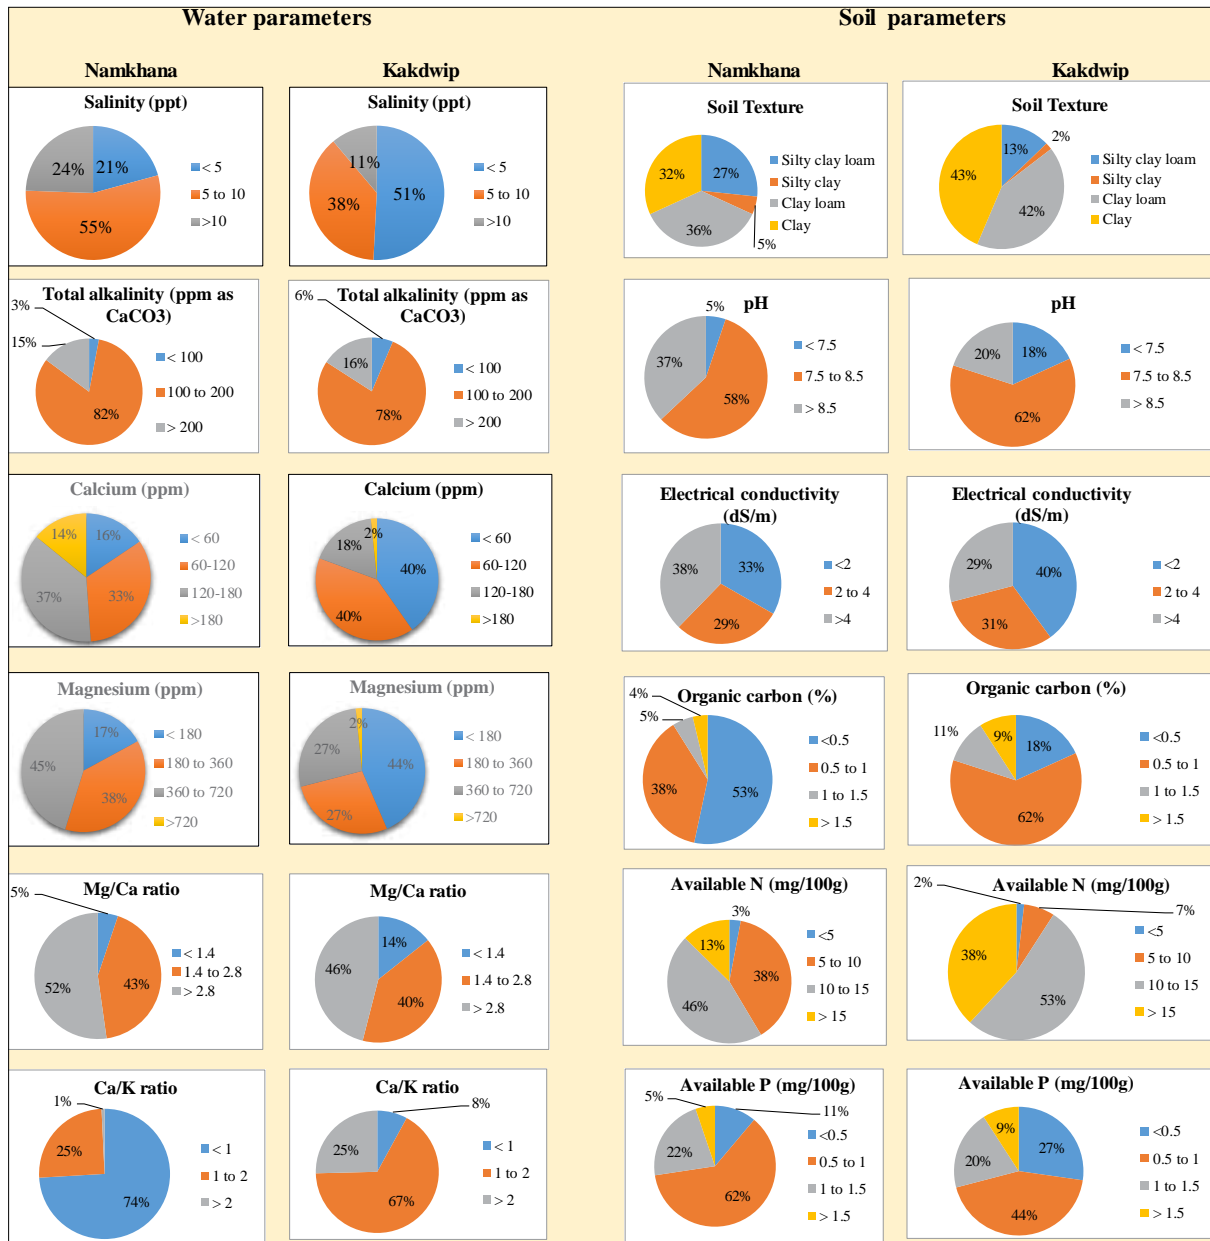 Water parameters
Soil parameters
Namkhana
Kakdwip
Namkhana
Kakdwip
Salinity (ppt)
21%
55%
24%
< 5
5 to 10
>10
Salinity (ppt)
51%
38%
11%
< 5
5 to 10
>10
Soil Texture
27%
5%
36%
32%
Silty clay loam
Silty clay
Clay loam
Clay
Soil Texture
13%
2%
42%
43%
Silty clay loam
Silty clay
Clay loam
Clay
Total alkalinity (ppm as
CaCO3)
3%
82%
15%
< 100
100 to 200
> 200
Total alkalinity (ppm as
CaCO3)
6%
78%
16%
< 100
100 to 200
> 200
pH
5%
58%
37%
< 7.5
7.5 to 8.5
> 8.5
pH
18%
62%
20%
< 7.5
7.5 to 8.5
> 8.5
Calcium (ppm)
16%
33%
37%
14%
< 60
60-120
120-180
>180
Calcium (ppm)
40%
40%
18%
2%
< 60
60-120
120-180
>180
Electrical conductivity
(dS/m)
33%
29%
38%
<2
2 to 4
>4
Electrical conductivity
(dS/m)
40%
31%
29%
<2
2 to 4
>4
Magnesium (ppm)
17%
38%
45%
< 180
180 to 360
360 to 720
>720
Magnesium (ppm)
44%
27%
27%
2%
< 180
180 to 360
360 to 720
>720
Organic carbon (%)
53%
38%
5%
4%
<0.5
0.5 to 1
1 to 1.5
> 1.5
Organic carbon (%)
18%
62%
11%
9%
<0.5
0.5 to 1
1 to 1.5
> 1.5
Mg/Ca ratio
5%
43%
52%
< 1.4
1.4 to 2.8
> 2.8
Mg/Ca ratio
14%
40%
46%
< 1.4
1.4 to 2.8
> 2.8
Available N (mg/100g)
3%
38%
46%
13%
<5
5 to 10
10 to 15
> 15
Available N (mg/100g)
2%
7%
53%
38%
<5
5 to 10
10 to 15
> 15
Ca/K ratio
74%
25%
1%
< 1
1 to 2
> 2
Ca/K ratio
8%
67%
25%
< 1
1 to 2
> 2
Available P (mg/100g)
11%
62%
22%
5%
<0.5
0.5 to 1
1 to 1.5
> 1.5
Available P (mg/100g)
27%
44%
20%
9%
<0.5
0.5 to 1
1 to 1.5
> 1.5